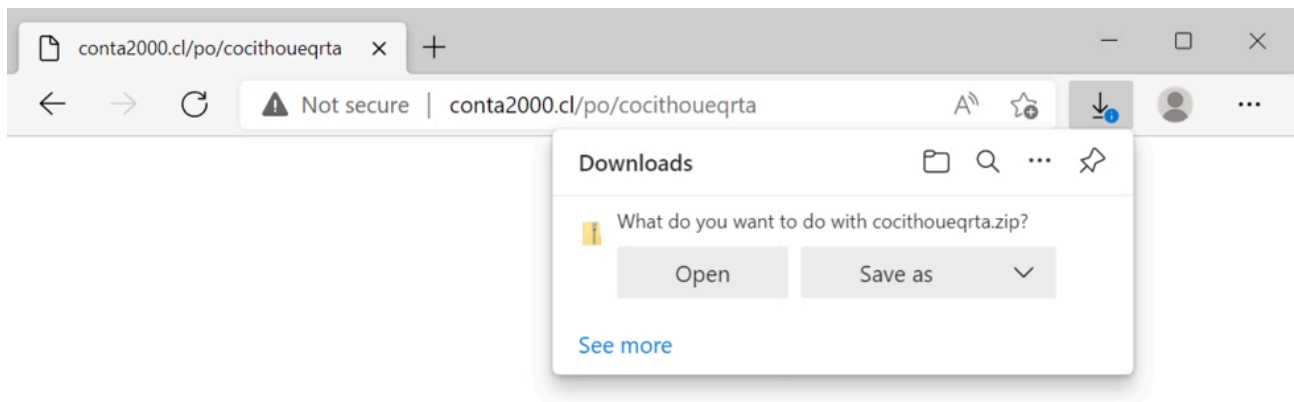 conta2000.cl/po/cocithoueqrta
Not secure | conta2000.cl/po/cocithoueqrta
Downloads
What do you want to do with cocithoueqrta.zip?
Open
Save as
See more